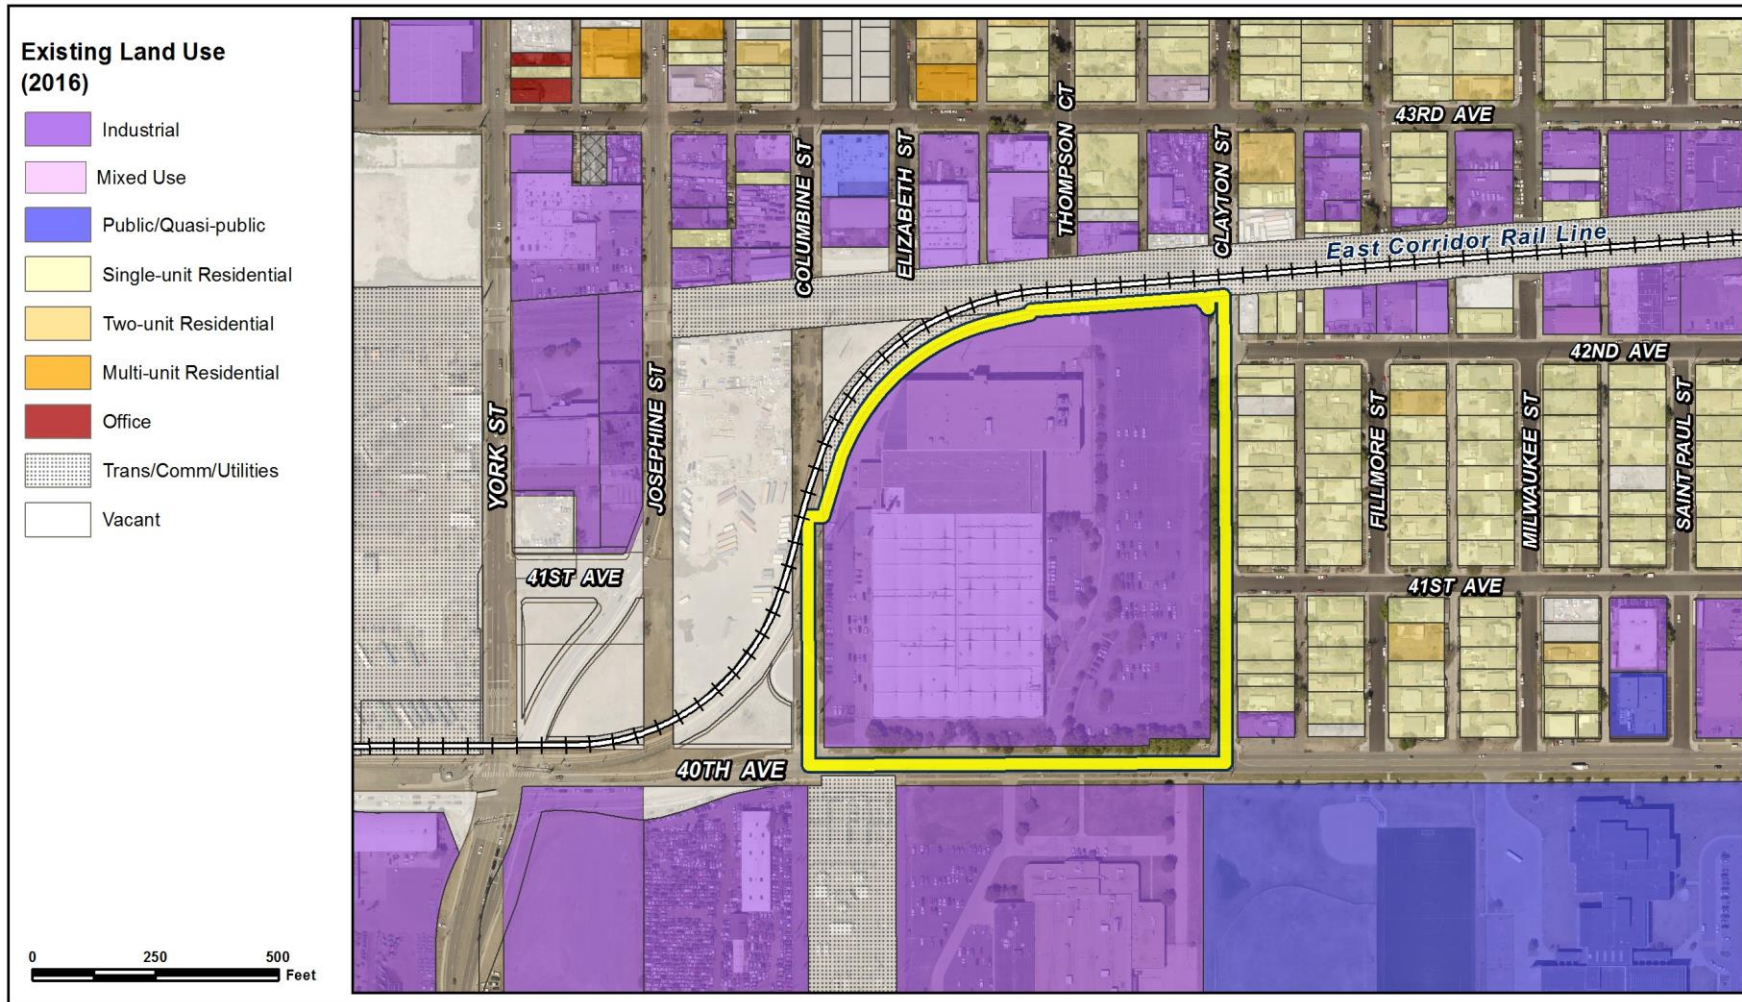 Existing Land Use
(2016)
Industrial
Mixed Use
Public/Quasi-public
Single-unit Residential
Two-unit Residential
Multi-unit Residential
Office
Trans/Comm/Utilities
Vacant
0 250 500
Feet
43RD AVE
COLUMBINE ST
ELIZABETH ST
THOMPSON CT
CLAYTON ST
East Corridor Rail Line
42ND AVE
YORK ST
JOSEPHINE ST
FILLMORE ST
MILWAUKEE ST
SAINT PAUL ST
41ST AVE
41ST AVE
40TH AVE